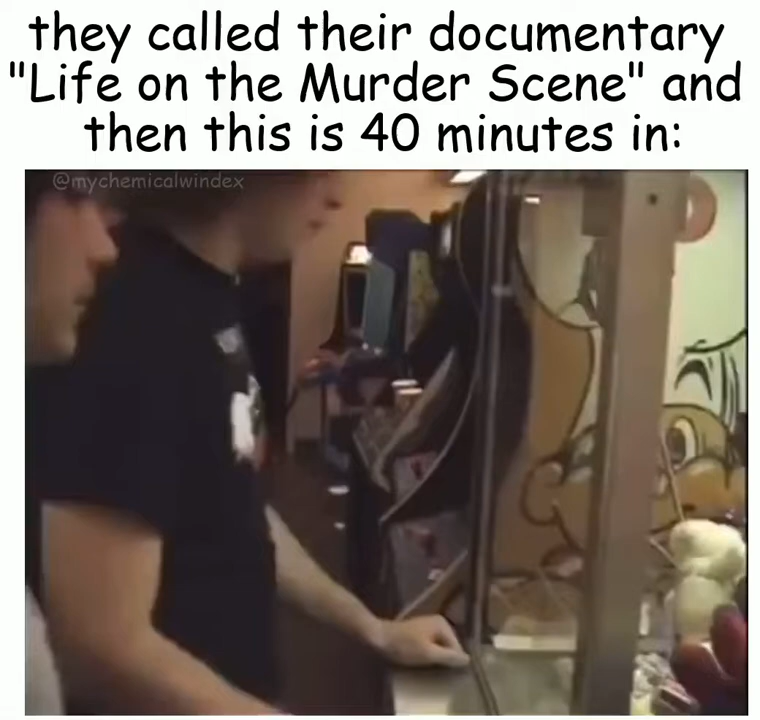 they called their documentary
"Life on the Murder Scene" and
then this is 40 minutes in:
@mychemicalwindex